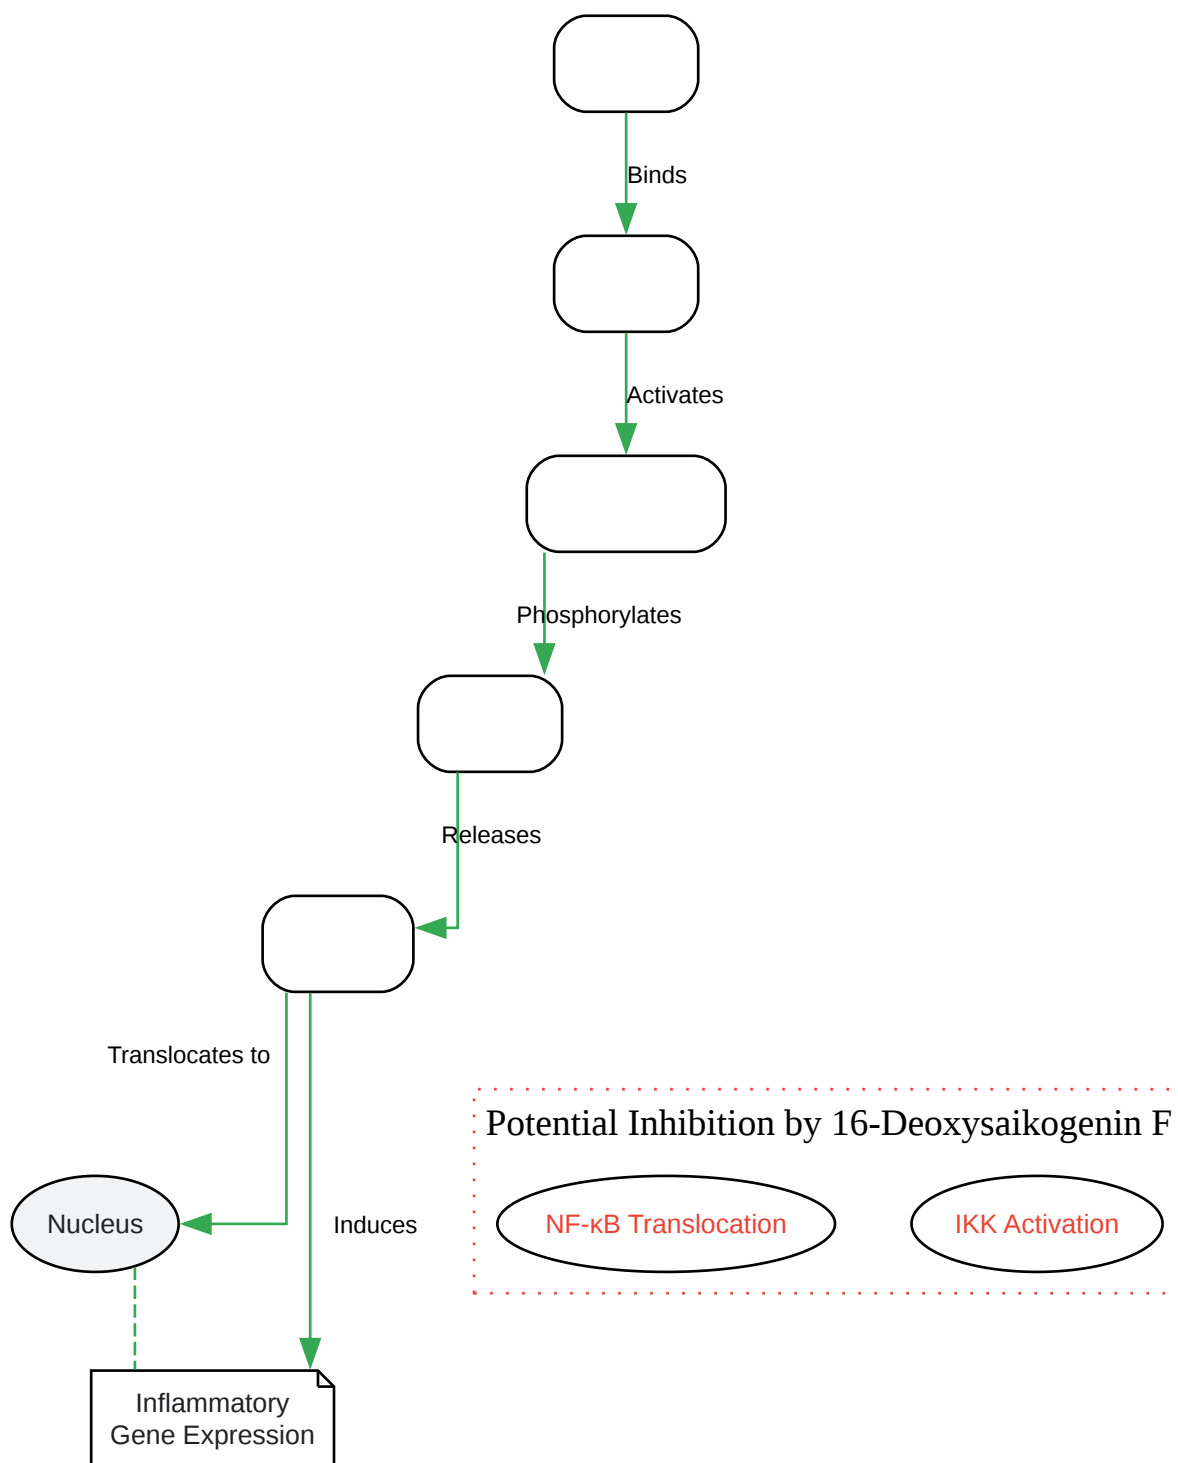 Binds
Activates
Phosphorylates
Releases
Translocates to
Potential Inhibition by 16-Deoxysaikogenin F
Nucleus
Induces
NF-κB Translocation
IKK Activation
Inflammatory
Gene Expression